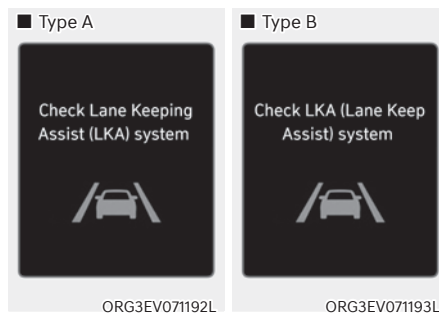 ■ Type A
Check Lane Keeping
Assist (LKA) system
ORG3EV071192L
■ Type B
Check LKA (Lane Keep
Assist) system
ORG3EV071193L